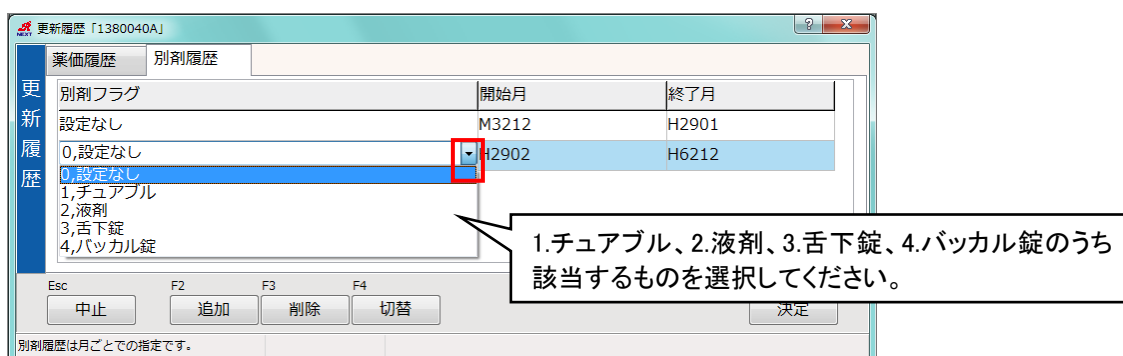 NEXT 更新履歴「1380040A」
更新履歴
薬価履歴 別剤履歴
別剤フラグ 開始月 終了月
設定なし M3212 H2901
0,設定なし H2902 H6212
0,設定なし
1,チュアブル
2,液剤
3,舌下錠
4,バッカル錠
1.チュアブル、2.液剤、3.舌下錠、4.バッカル錠のうち
該当するものを選択してください。
Esc F2 F3 F4
中止 追加 削除 切替 決定
別剤履歴は月ごとでの指定です。